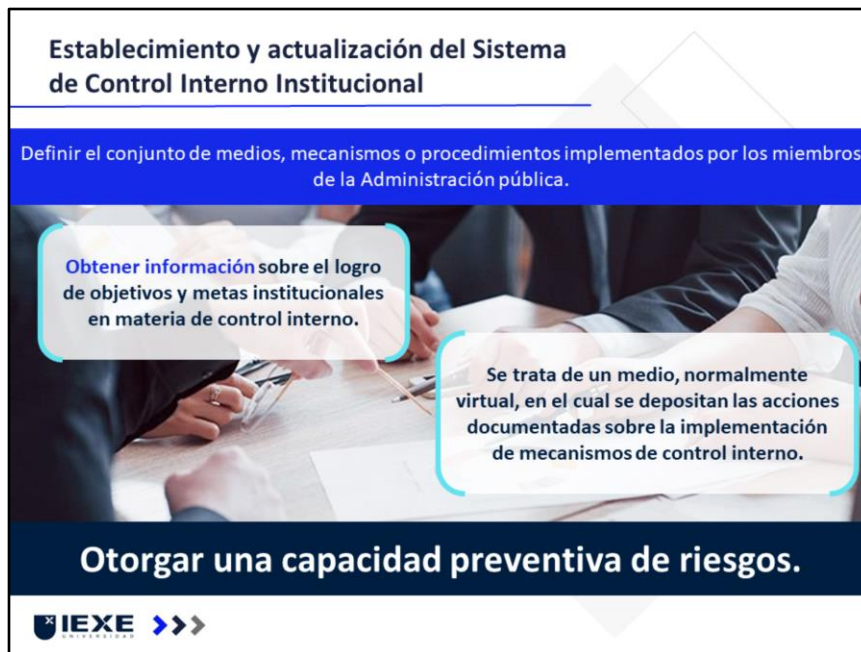 Establecimiento y actualización del Sistema
de Control Interno Institucional
Definir el conjunto de medios, mecanismos o procedimientos implementados por los miembros
de la Administración pública.
Obtener información sobre el logro
de objetivos y metas institucionales
en materia de control interno.
Se trata de un medio, normalmente
virtual, en el cual se depositan las acciones
documentadas sobre la implementación
de mecanismos de control interno.
Otorgar una capacidad preventiva de riesgos.
IEXE
UNIVERSIDAD